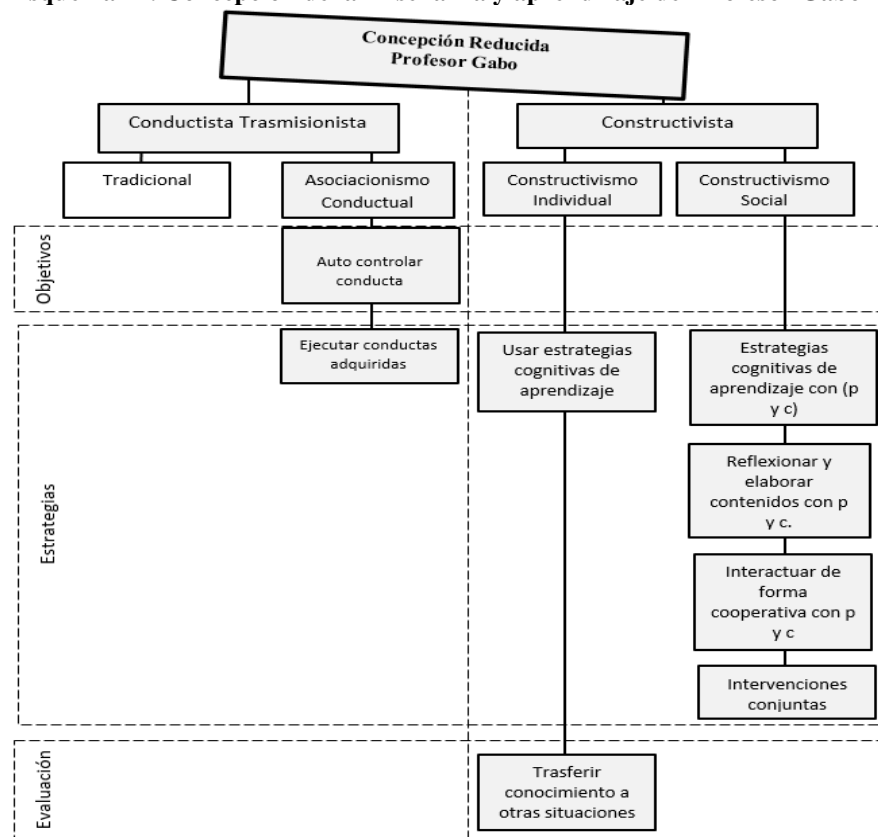 Concepción Reducida
Profesor Gabo
Conductista Trasmisionista
Constructivista
Tradicional
Asociacionismo
Conductual
Constructivismo
Individual
Constructivismo
Social
Objetivos
Auto controlar
conducta
Estrategias
Ejecutar conductas
adquiridas
Usar estrategias
cognitivas de
aprendizaje
Estrategias
cognitivas de
aprendizaje con (p
y c)
Reflexionar y
elaborar
contenidos con p
y c.
Interactuar de
forma
cooperativa con p
y c
Intervenciones
conjuntas
Evaluación
Trasferir
conocimiento a
otras situaciones